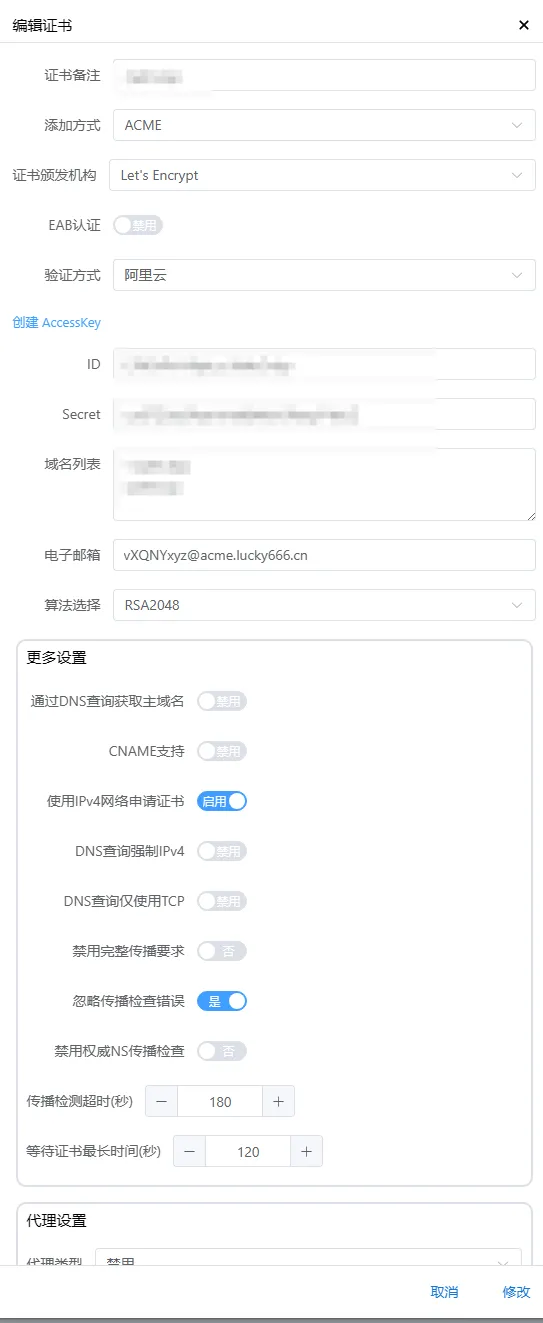 编辑证书
证书备注
添加方式 ACME
证书颁发机构 Let's Encrypt
EAB认证 禁用
验证方式 阿里云
创建 AccessKey
ID
Secret
域名列表
电子邮箱 vXQNYxyz@acme.lucky666.cn
算法选择 RSA2048
更多设置
通过DNS查询获取主域名 禁用
CNAME支持 禁用
使用IPv4网络申请证书 启用
DNS查询强制IPv4 禁用
DNS查询仅使用TCP 禁用
禁用完整传播要求 否
忽略传播检查错误 是
禁用权威NS传播检查 否
传播检测超时(秒) 180
等待证书最长时间(秒) 120
代理设置
代理类型 禁用
取消 修改